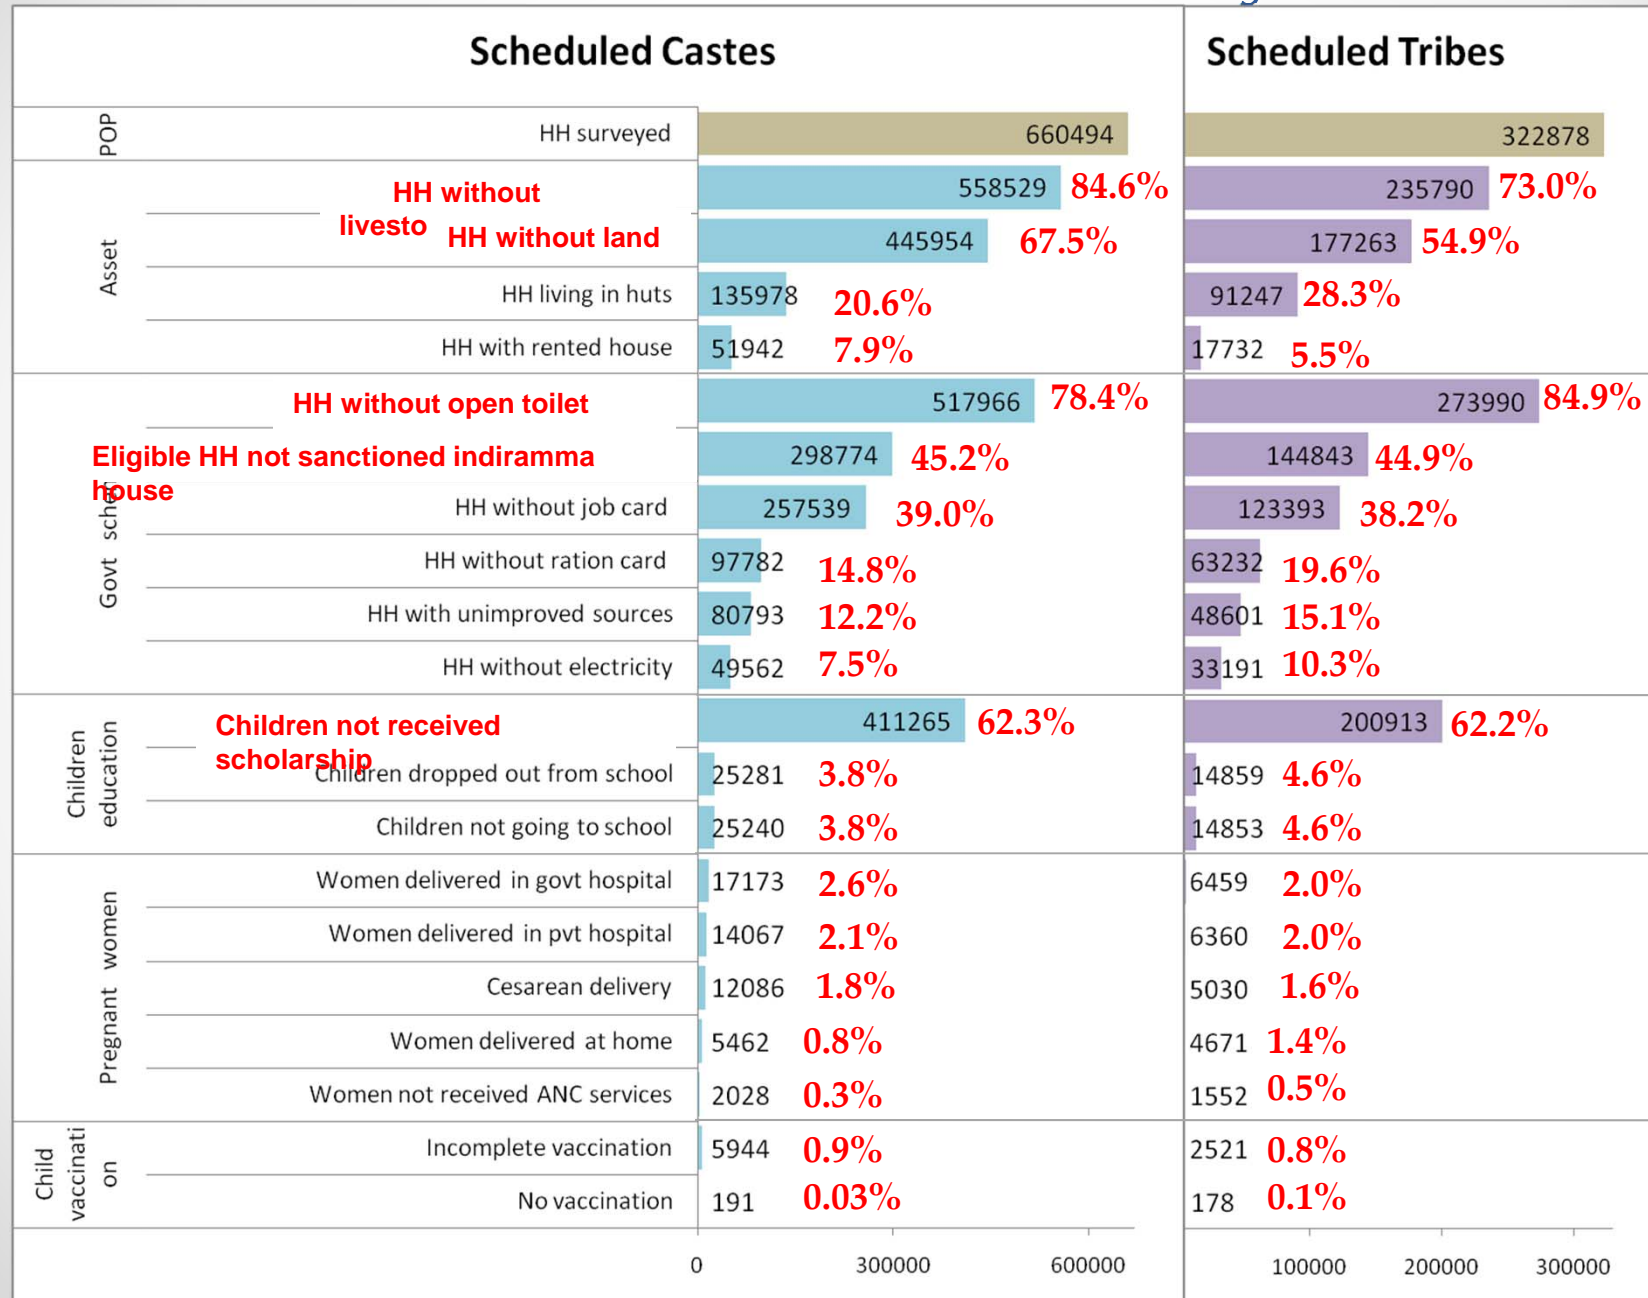 Scheduled Castes
Scheduled Tribes
POP
HH surveyed
660494
322878
Asset
HH without
livesto
558529 84.6%
235790 73.0%
HH without land
445954 67.5%
177263 54.9%
HH living in huts
135978 20.6%
91247 28.3%
HH with rented house
51942 7.9%
17732 5.5%
Govt
HH without open toilet
517966 78.4%
273990 84.9%
Eligible HH not sanctioned indiramma
house
298774 45.2%
144843 44.9%
HH without job card
257539 39.0%
123393 38.2%
HH without ration card
97782 14.8%
63232 19.6%
HH with unimproved sources
80793 12.2%
48601 15.1%
HH without electricity
49562 7.5%
33191 10.3%
Children
education
Children not received
scholarship
411265 62.3%
200913 62.2%
Children dropped out from school
25281 3.8%
14859 4.6%
Children not going to school
25240 3.8%
14853 4.6%
Pregnant women
Women delivered in govt hospital
17173 2.6%
6459 2.0%
Women delivered in pvt hospital
14067 2.1%
6360 2.0%
Cesarean delivery
12086 1.8%
5030 1.6%
Women delivered at home
5462 0.8%
4671 1.4%
Women not received ANC services
2028 0.3%
1552 0.5%
Child
vaccinati
on
Incomplete vaccination
5944 0.9%
2521 0.8%
No vaccination
191 0.03%
178 0.1%
0 300000 600000
100000 200000 300000